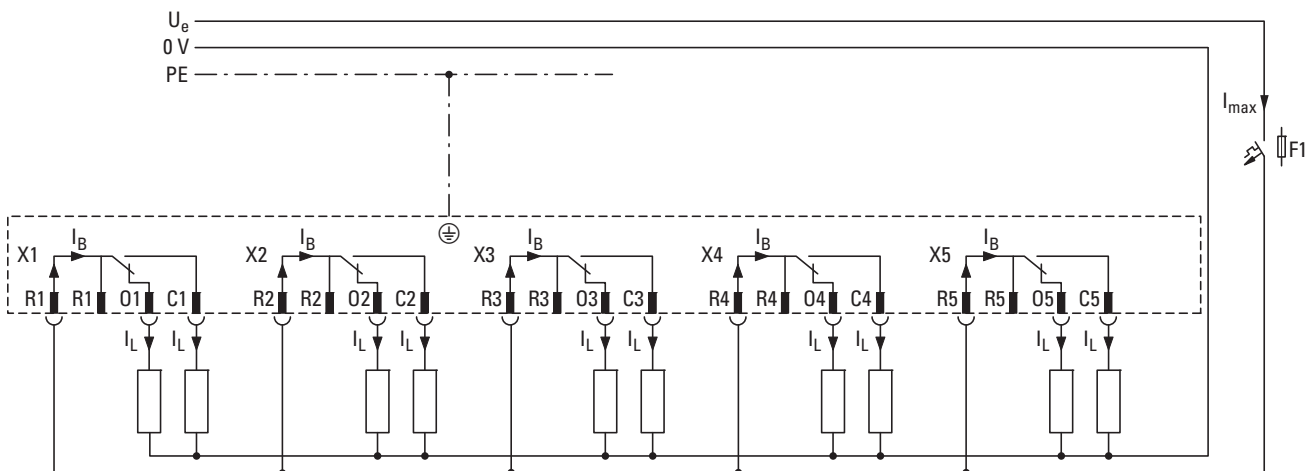 Ue
0 V
PE
Imax
F1
X1 IB X2 IB X3 IB X4 IB X5 IB
R1 R1 O1 C1 R2 R2 O2 C2 R3 R3 O3 C3 R4 R4 O4 C4 R5 R5 O5 C5
IL IL IL IL IL IL IL IL IL IL